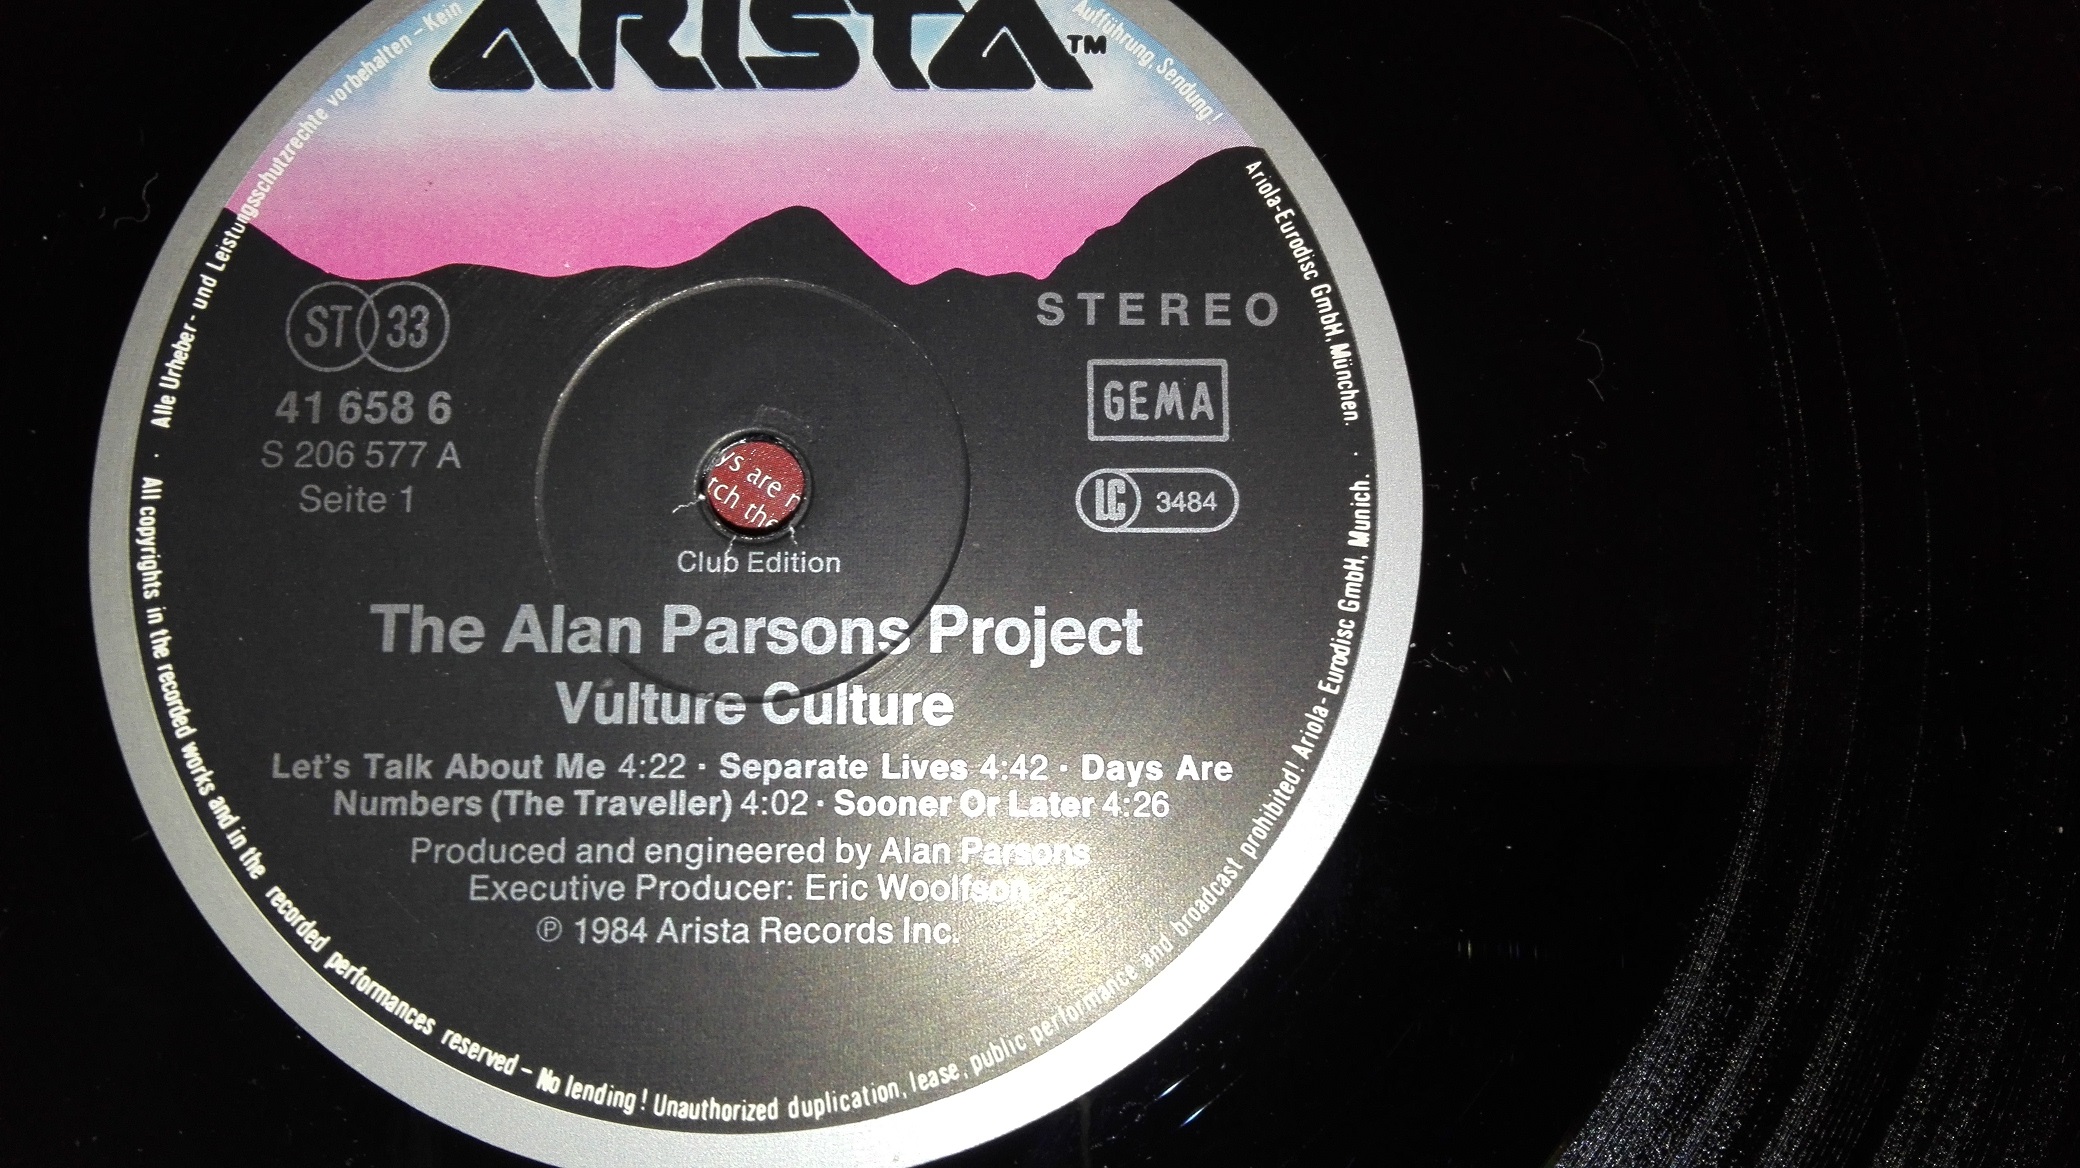 ARISTA™
Alle Urheber- und Leistungsschutzrechte vorbehalten - Kein
Aufführung, Sendung!
Ariola-Eurodisc GmbH, München.
ST 33
41 658 6
S 206 577 A
Seite 1
STEREO
GEMA
LC 3484
ys are
rch the
Club Edition
The Alan Parsons Project
Vulture Culture
Let's Talk About Me 4:22 · Separate Lives 4:42 · Days Are
Numbers (The Traveller) 4:02 · Sooner Or Later 4:26
Produced and engineered by Alan Parsons
Executive Producer: Eric Woolfson
℗ 1984 Arista Records Inc.
· All copyrights in the recorded works and in the recorded performances reserved - No lending! Unauthorized duplication, lease, public performance and broadcast prohibited! Ariola-Eurodisc GmbH, Munich. ·